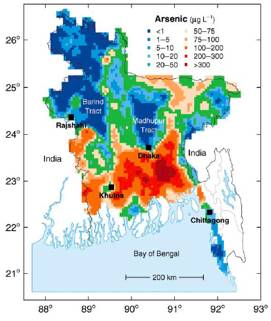 Arsenic (µg L⁻¹)
<1
1–5
5–10
10–20
20–50
50–75
75–100
100–200
200–300
>300
26°
25°
24°
23°
22°
21°
Barind
Tract
Madhupur
Tract
Rajshahi
Dhaka
India
India
Khulna
Chittagong
Bay of Bengal
200 km
88°
89°
90°
91°
92°
93°